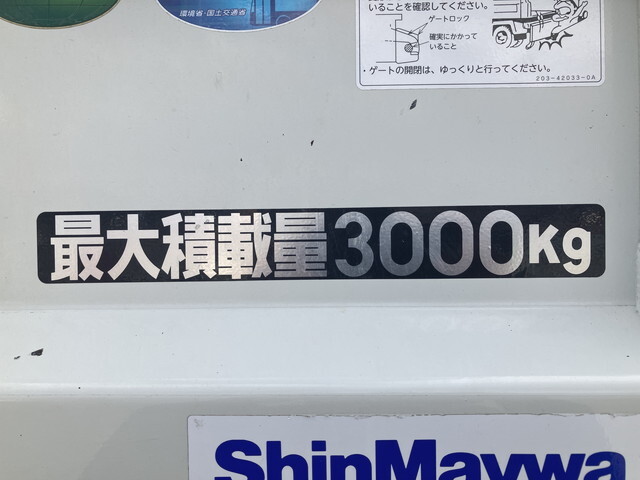 環境省・国土交通省
いることを確認してください。
ゲートロック
確実にかかって
いること
・ゲートの開閉は、ゆっくりと行ってください。
203-42033-0A
最大積載量3000Kg
ShinMaywa